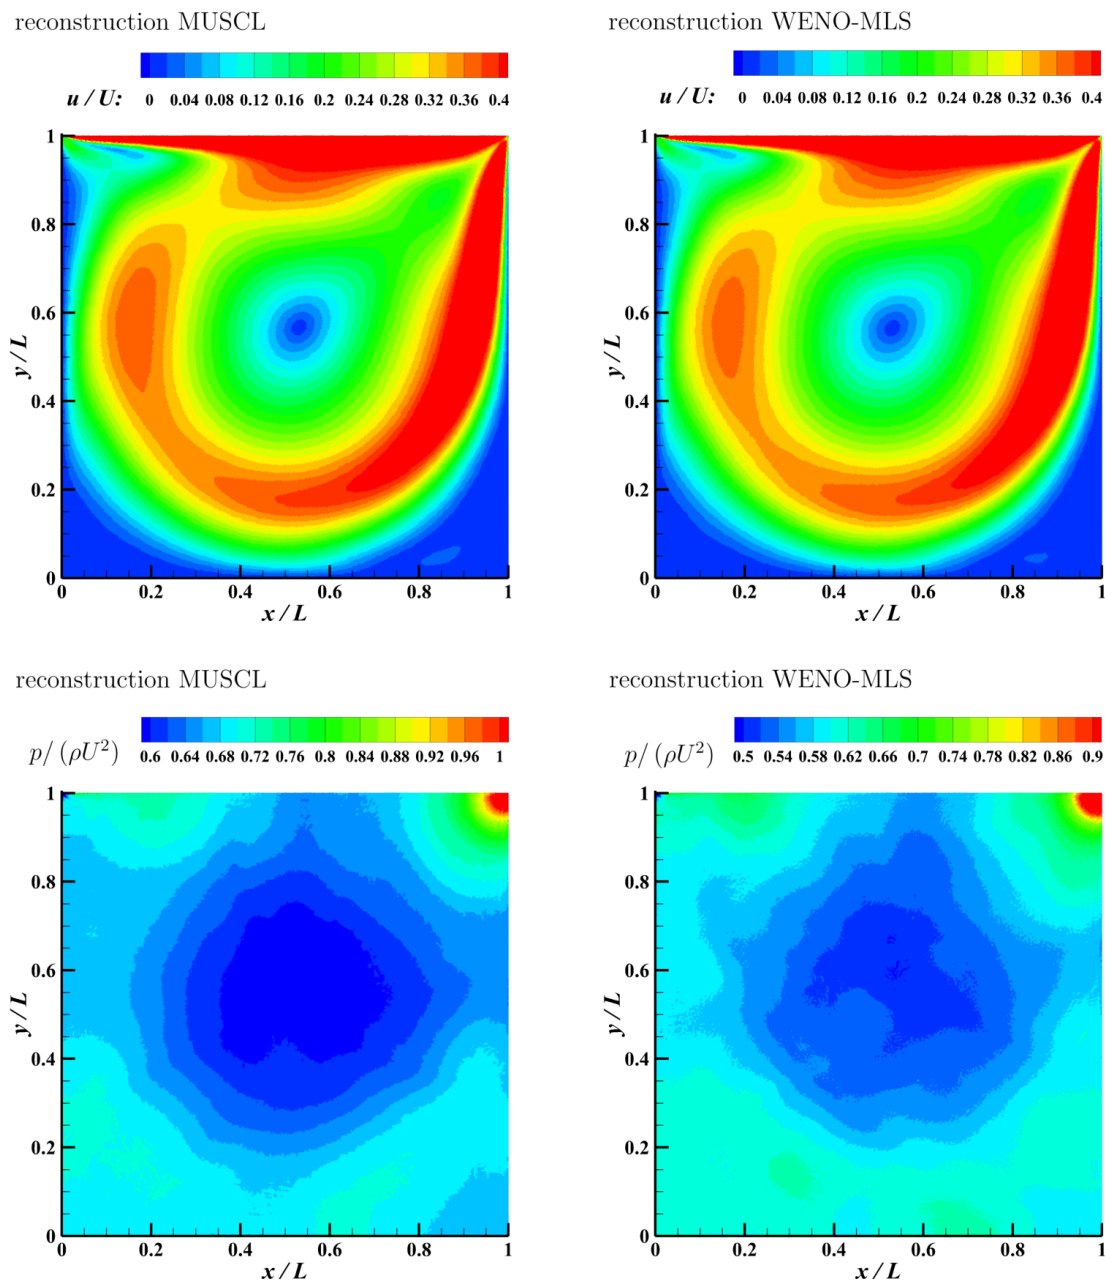 reconstruction MUSCL
u / U: 0 0.04 0.08 0.12 0.16 0.2 0.24 0.28 0.32 0.36 0.4
1
0.8
0.6
0.4
0.2
0
y / L
0 0.2 0.4 0.6 0.8 1
x / L
reconstruction WENO-MLS
u / U: 0 0.04 0.08 0.12 0.16 0.2 0.24 0.28 0.32 0.36 0.4
1
0.8
0.6
0.4
0.2
0
y / L
0 0.2 0.4 0.6 0.8 1
x / L
reconstruction MUSCL
p/ (ρU²) 0.6 0.64 0.68 0.72 0.76 0.8 0.84 0.88 0.92 0.96 1
1
0.8
0.6
0.4
0.2
0
y / L
0 0.2 0.4 0.6 0.8 1
x / L
reconstruction WENO-MLS
p/ (ρU²) 0.5 0.54 0.58 0.62 0.66 0.7 0.74 0.78 0.82 0.86 0.9
1
0.8
0.6
0.4
0.2
0
y / L
0 0.2 0.4 0.6 0.8 1
x / L